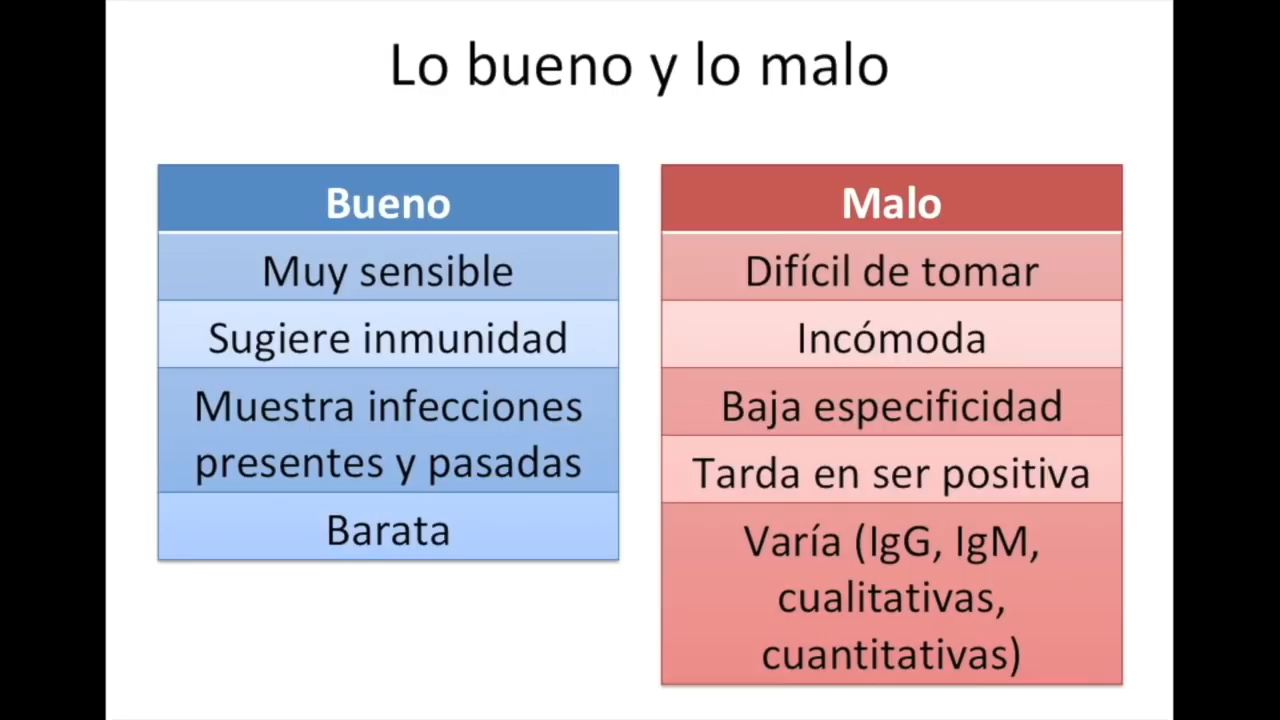 Lo bueno y lo malo
Bueno
Muy sensible
Sugiere inmunidad
Muestra infecciones
presentes y pasadas
Barata
Malo
Difícil de tomar
Incómoda
Baja especificidad
Tarda en ser positiva
Varía (IgG, IgM,
cualitativas,
cuantitativas)